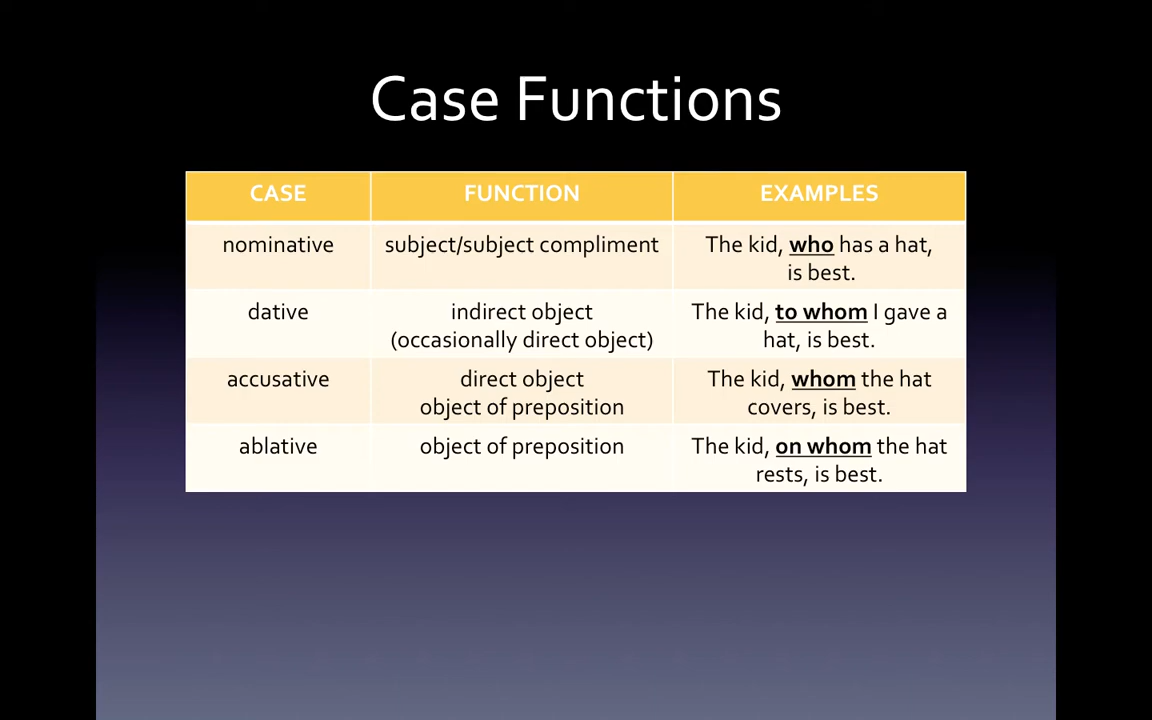 Case Functions
CASE FUNCTION EXAMPLES
nominative subject/subject compliment The kid, who has a hat,
is best.
dative indirect object The kid, to whom I gave a
(occasionally direct object) hat, is best.
accusative direct object The kid, whom the hat
object of preposition covers, is best.
ablative object of preposition The kid, on whom the hat
rests, is best.